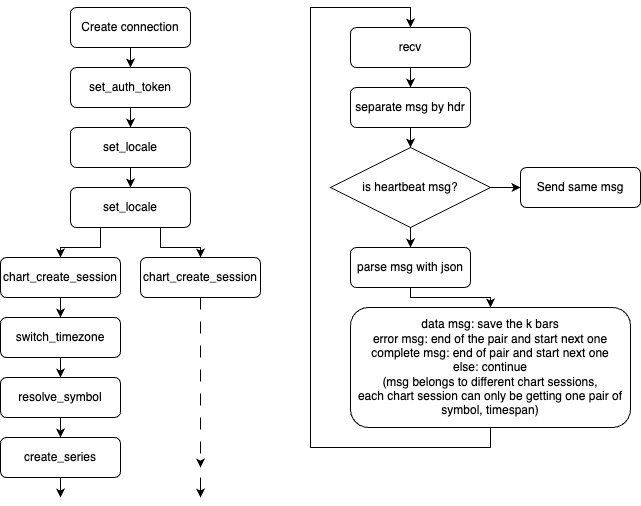 Create connection
set_auth_token
set_locale
set_locale
chart_create_session
chart_create_session
switch_timezone
resolve_symbol
create_series
recv
separate msg by hdr
is heartbeat msg?
Send same msg
parse msg with json
data msg: save the k bars
error msg: end of the pair and start next one
complete msg: end of pair and start next one
else: continue
(msg belongs to different chart sessions,
each chart session can only be getting one pair of
symbol, timespan)